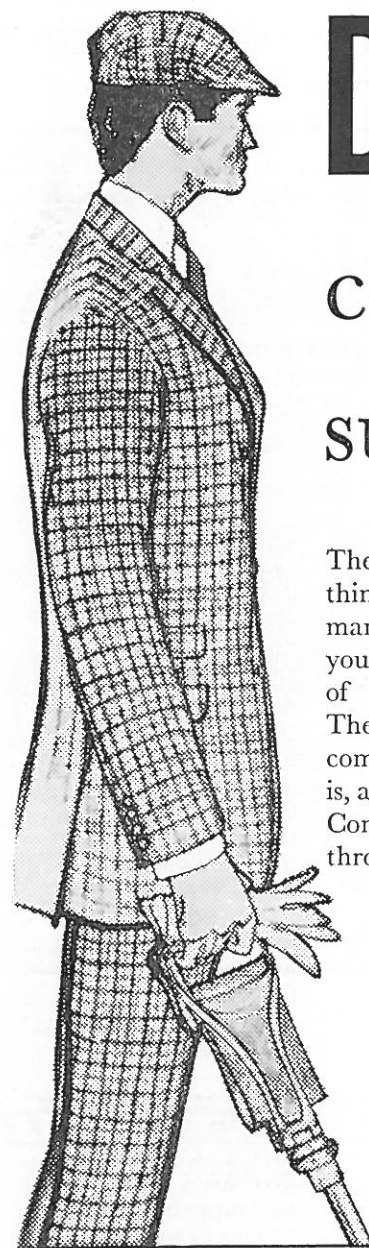 D
C
SU
The
thin
mar
you
of
The
com
is, a
Con
thro